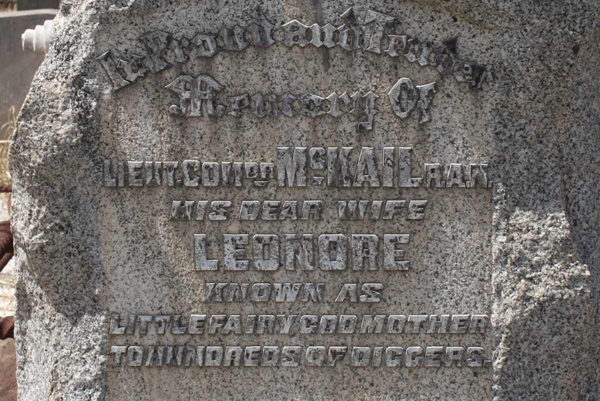 In Proud and Tender
Memory Of
LIEUT. COMDR McKAIL R.A.N.
HIS DEAR WIFE
LEONORE
KNOWN AS
LITTLE FAIRY GODMOTHER
TO HUNDREDS OF DIGGERS.